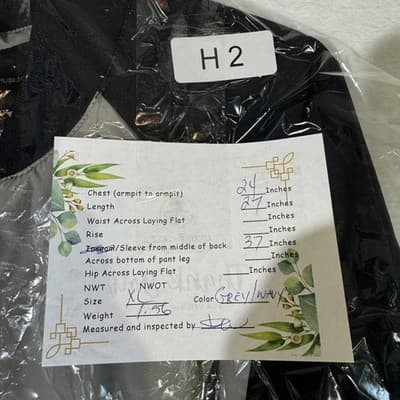 H2
Chest (armpit to armpit) 24 Inches
Length 27 Inches
Waist Across Laying Flat Inches
Rise Inches
Inseam/Sleeve from middle of back 37 Inches
Across bottom of pant leg Inches
Hip Across Laying Flat Inches
NWT NWOT
Size XL Color GREY/NAVY
Weight 1.56
Measured and inspected by